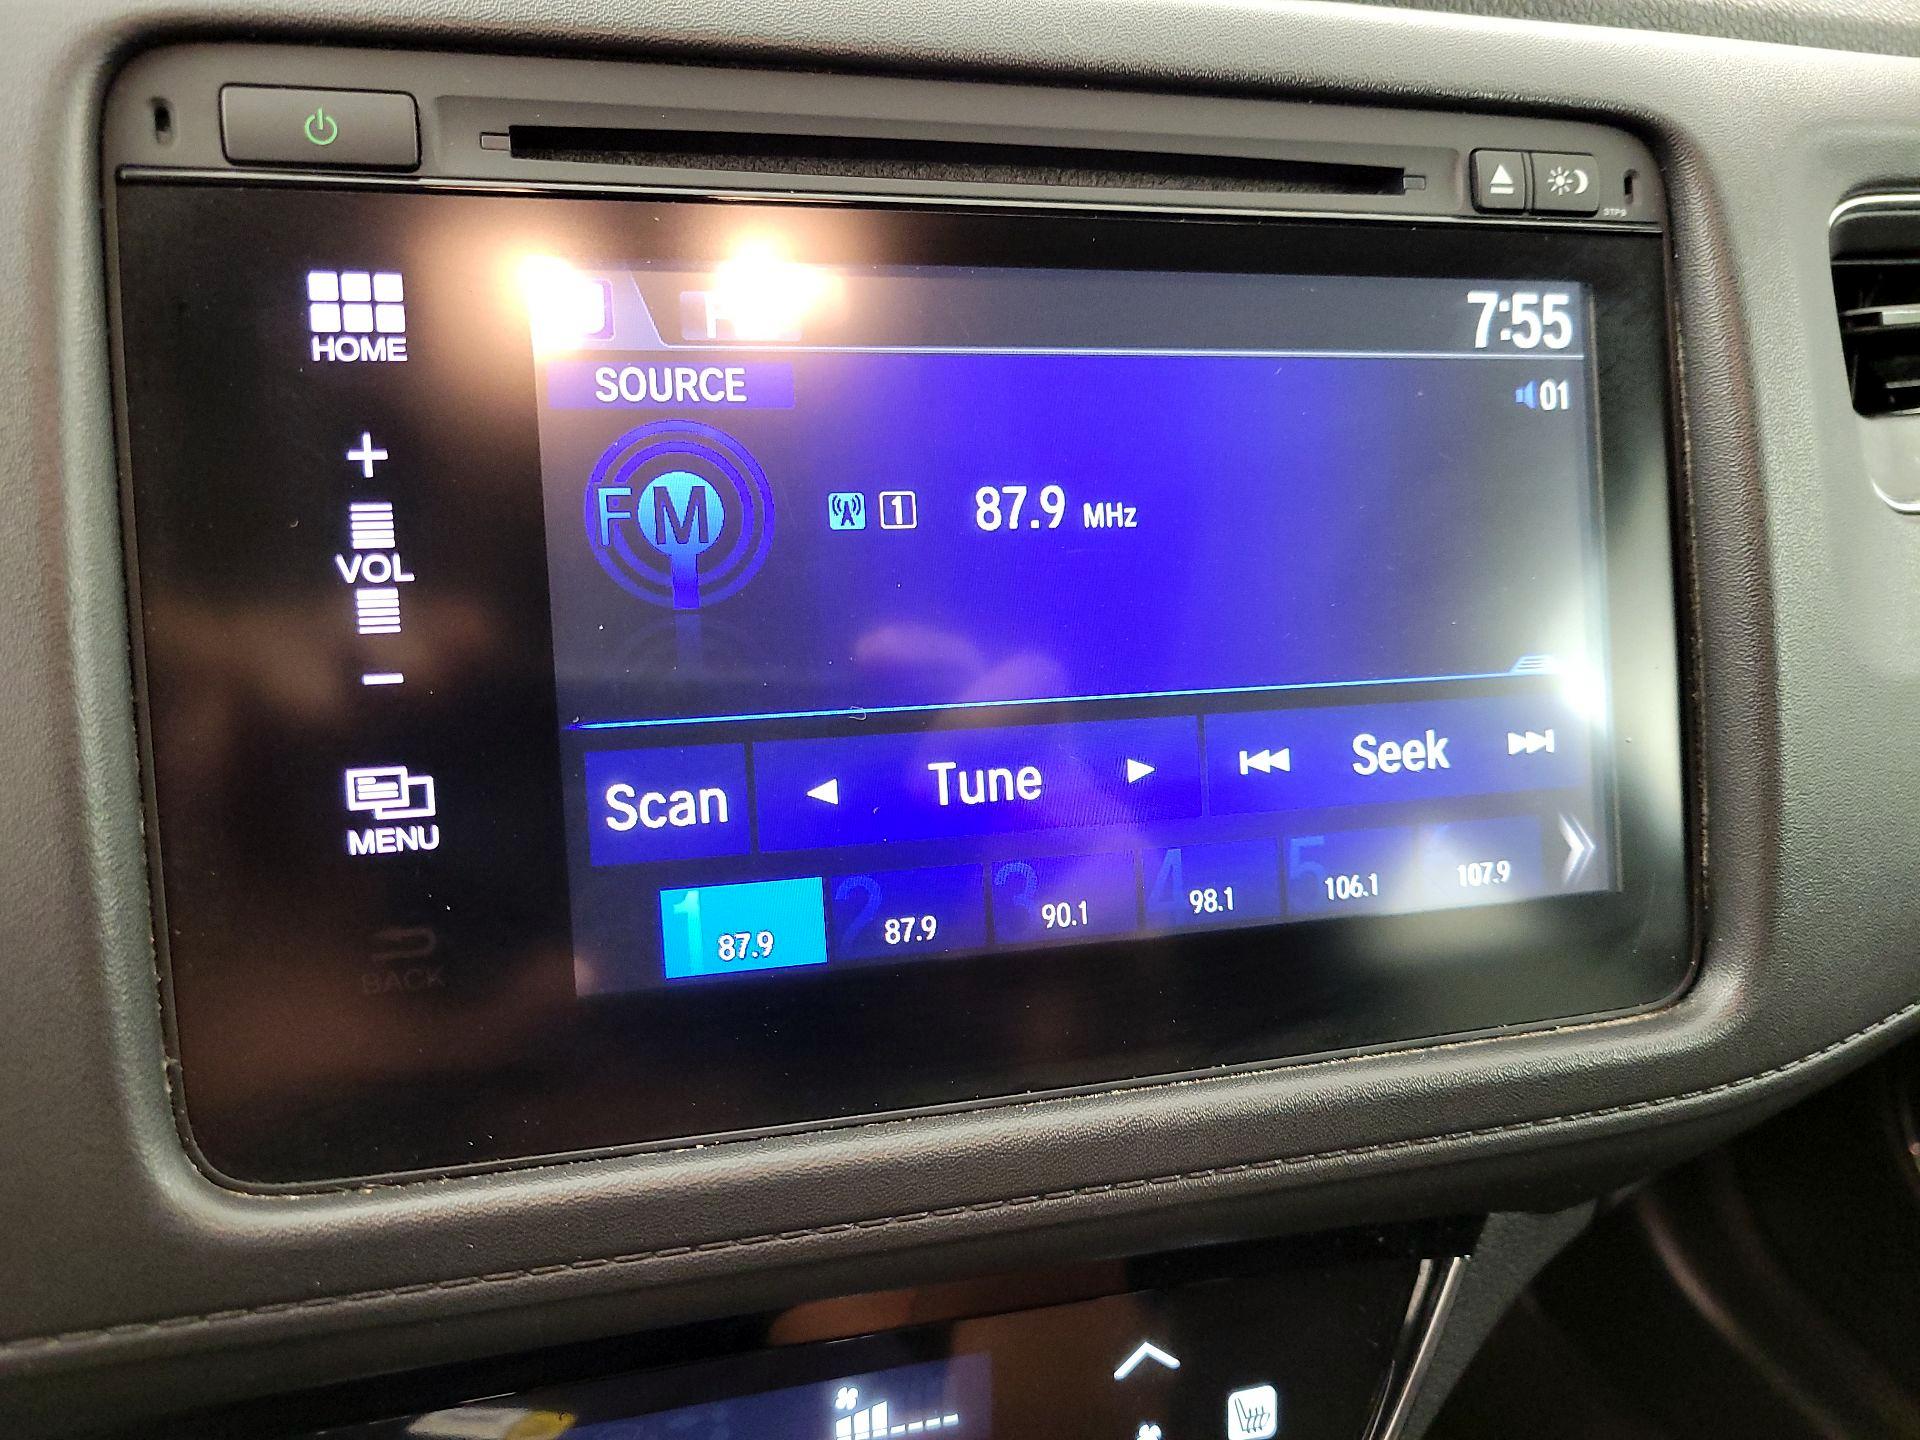 HOME
7:55
SOURCE
01
+
VOL
-
FM
1
87.9 MHz
MENU
Scan
Tune
Seek
1 87.9
2 87.9
3 90.1
4 98.1
5 106.1
107.9
BACK